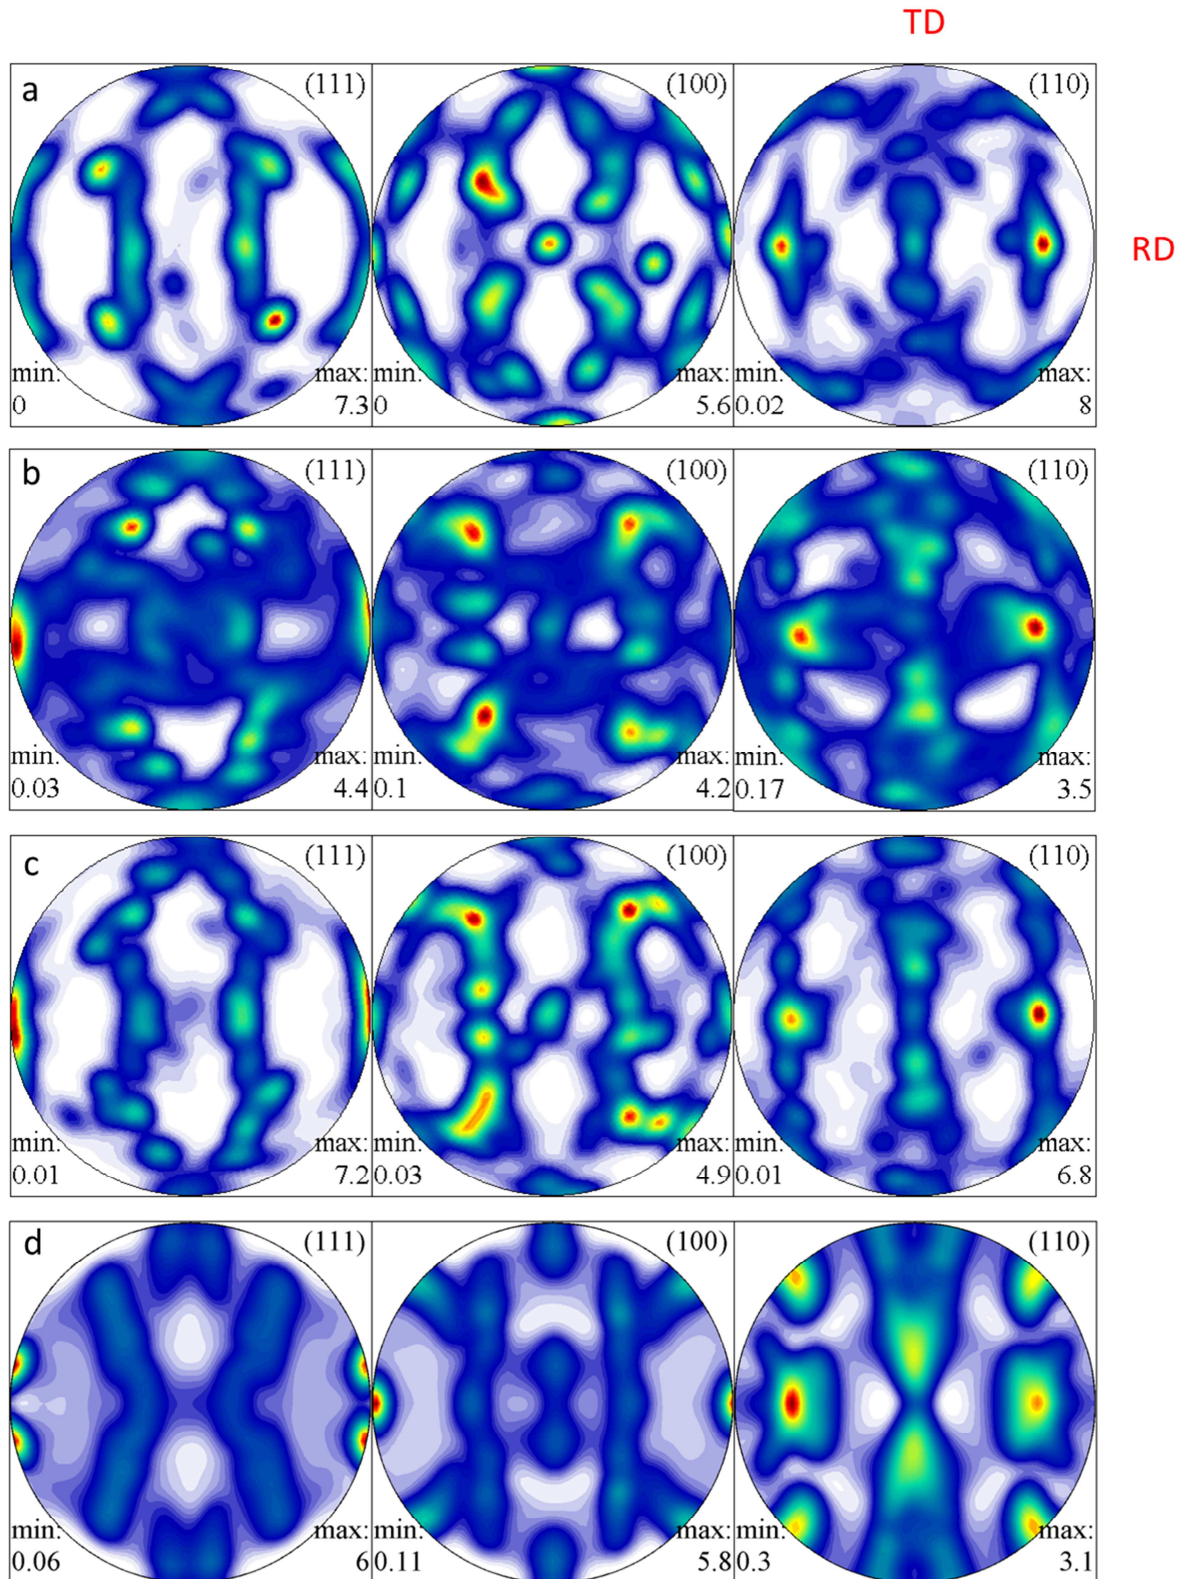 TD
RD
a (111) (100) (110)
min: max: min: max: min: max:
0 7.3 0 5.6 0.02 8
b (111) (100) (110)
min: max: min: max: min: max:
0.03 4.4 0.1 4.2 0.17 3.5
c (111) (100) (110)
min: max: min: max: min: max:
0.01 7.2 0.03 4.9 0.01 6.8
d (111) (100) (110)
min: max: min: max: min: max:
0.06 6 0.11 5.8 0.3 3.1